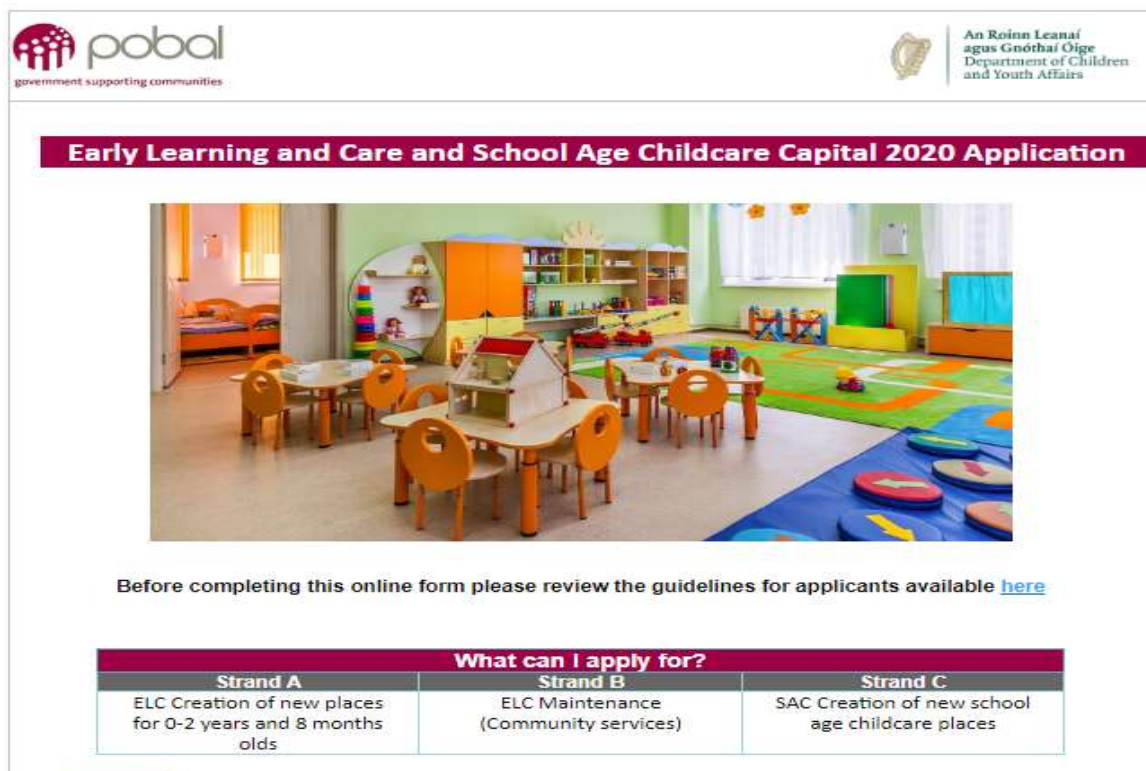 pobal
government supporting communities
An Roinn Leanaí
agus Gnóthaí Óige
Department of Children
and Youth Affairs
Early Learning and Care and School Age Childcare Capital 2020 Application
Before completing this online form please review the guidelines for applicants available here
What can I apply for?
Strand A
Strand B
Strand C
ELC Creation of new places
for 0-2 years and 8 months
olds
ELC Maintenance
(Community services)
SAC Creation of new school
age childcare places